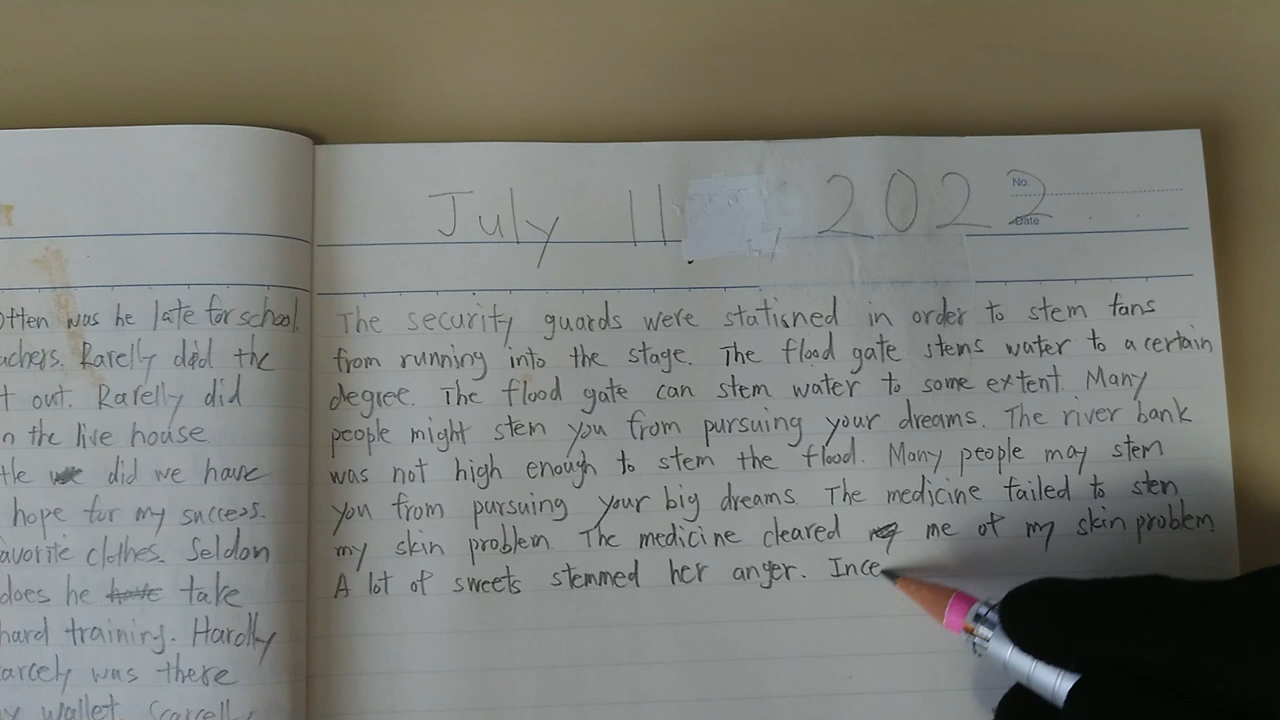 July 11, 2022
No.
Date
Often was he late for school.
achers. Rarelly did the
t out. Rarelly did
n the live house
ttle did we have
hope for my success.
avorite clothes. Seldon
does he have take
hard training. Hardly
arcely was there
y wallet. Scarcelly
The security guards were statisned in order to stem fans
from running into the stage. The flood gate stems water to a certain
degree. The flood gate can stem water to some extent. Many
people might stem you from pursuing your dreams. The river bank
was not high enough to stem the flood. Many people may stem
you from pursuing your big dreams. The medicine failed to stem
my skin problem. The medicine cleared me of my skin problem.
A lot of sweets stemmed her anger. Ince